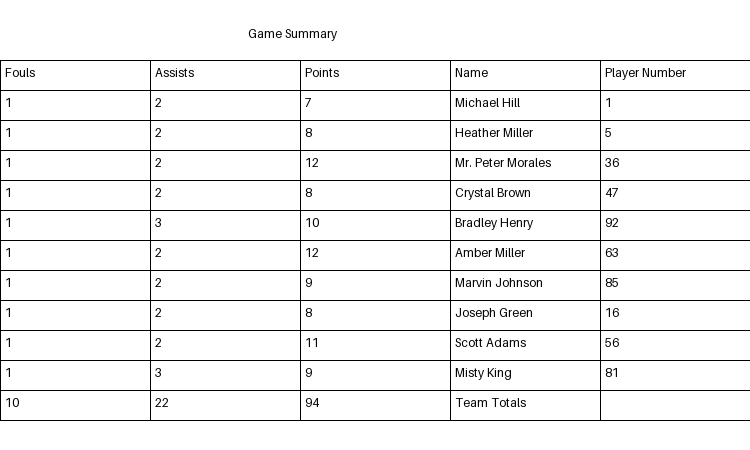 Game Summary
Fouls Assists Points Name Player Number
1 2 7 Michael Hill 1
1 2 8 Heather Miller 5
1 2 12 Mr. Peter Morales 36
1 2 8 Crystal Brown 47
1 3 10 Bradley Henry 92
1 2 12 Amber Miller 63
1 2 9 Marvin Johnson 85
1 2 8 Joseph Green 16
1 2 11 Scott Adams 56
1 3 9 Misty King 81
10 22 94 Team Totals